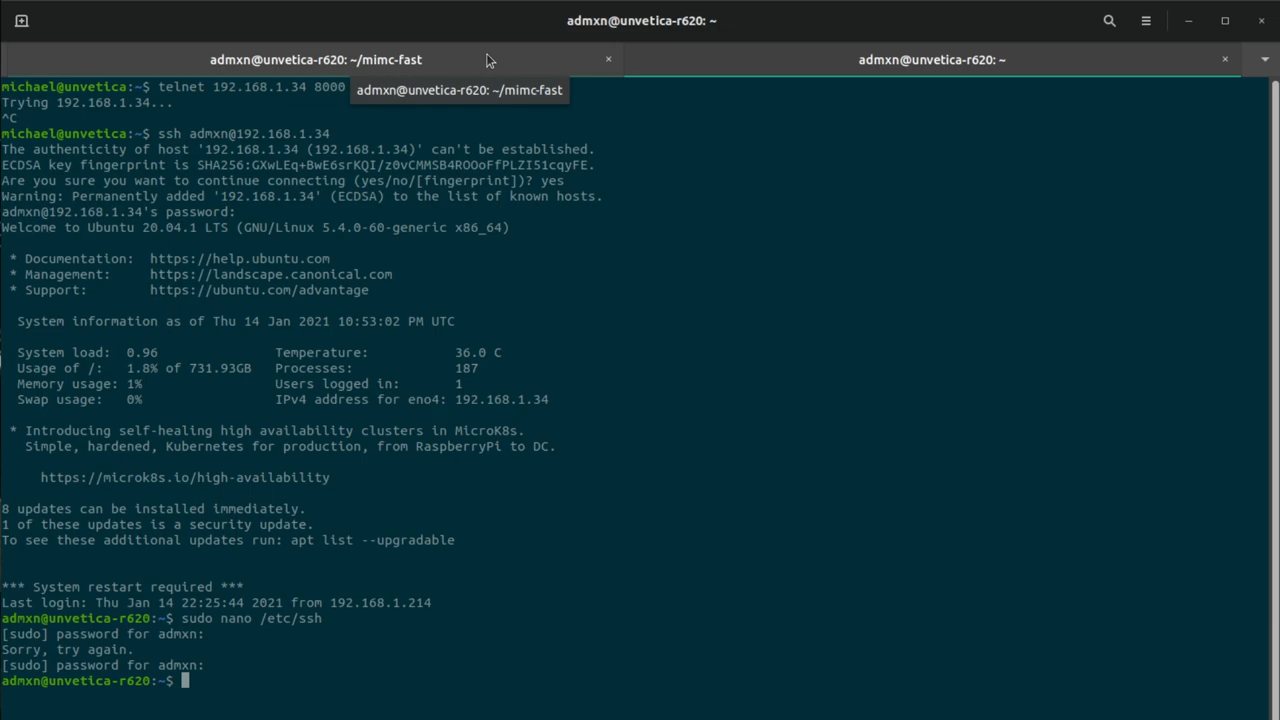 admxn@unvetica-r620: ~
admxn@unvetica-r620: ~/mimc-fast
admxn@unvetica-r620: ~
michael@unvetica:~$ telnet 192.168.1.34 8000
admxn@unvetica-r620: ~/mimc-fast
Trying 192.168.1.34...
^C
michael@unvetica:~$ ssh admxn@192.168.1.34
The authenticity of host '192.168.1.34 (192.168.1.34)' can't be established.
ECDSA key fingerprint is SHA256:GXwLEq+BwE6srKQI/z0vCMMSB4ROOoFfPLZI51cqyFE.
Are you sure you want to continue connecting (yes/no/[fingerprint])? yes
Warning: Permanently added '192.168.1.34' (ECDSA) to the list of known hosts.
admxn@192.168.1.34's password:
Welcome to Ubuntu 20.04.1 LTS (GNU/Linux 5.4.0-60-generic x86_64)
* Documentation:  https://help.ubuntu.com
* Management:     https://landscape.canonical.com
* Support:        https://ubuntu.com/advantage
System information as of Thu 14 Jan 2021 10:53:02 PM UTC
System load:  0.96               Temperature:           36.0 C
Usage of /:   1.8% of 731.93GB   Processes:             187
Memory usage: 1%                 Users logged in:       1
Swap usage:   0%                 IPv4 address for eno4: 192.168.1.34
* Introducing self-healing high availability clusters in MicroK8s.
Simple, hardened, Kubernetes for production, from RaspberryPi to DC.
https://microk8s.io/high-availability
8 updates can be installed immediately.
1 of these updates is a security update.
To see these additional updates run: apt list --upgradable
*** System restart required ***
Last login: Thu Jan 14 22:25:44 2021 from 192.168.1.214
admxn@unvetica-r620:~$ sudo nano /etc/ssh
[sudo] password for admxn:
Sorry, try again.
[sudo] password for admxn:
admxn@unvetica-r620:~$